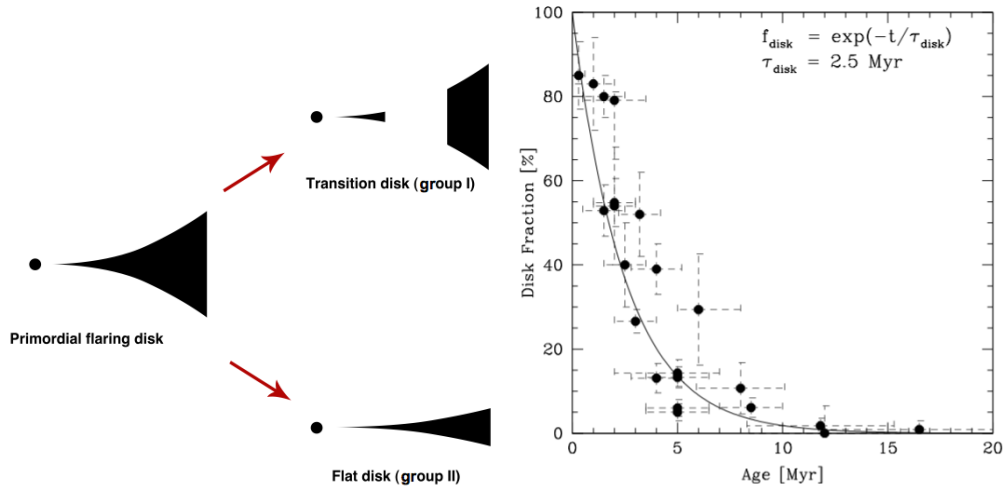 Transition disk (group I)
Primordial flaring disk
Flat disk (group II)
f_disk = exp(-t/τ_disk)
τ_disk = 2.5 Myr
Disk Fraction [%]
100
80
60
40
20
0
0 5 10 15 20
Age [Myr]